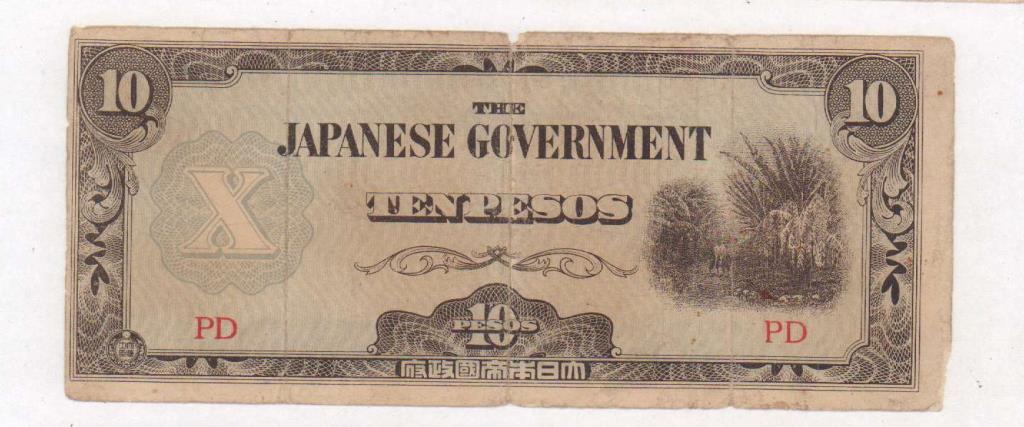 10 10
THE
JAPANESE GOVERNMENT
X
TEN PESOS
10
PESOS
PD PD
大日本帝國政府